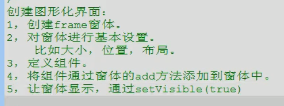 创建图形化界面：
1，创建frame窗体。
2，对窗体进行基本设置。
比如大小，位置，布局。
3，定义组件。
4，将组件通过窗体的add方法添加到窗体中。
5，让窗体显示，通过setVisible(true)